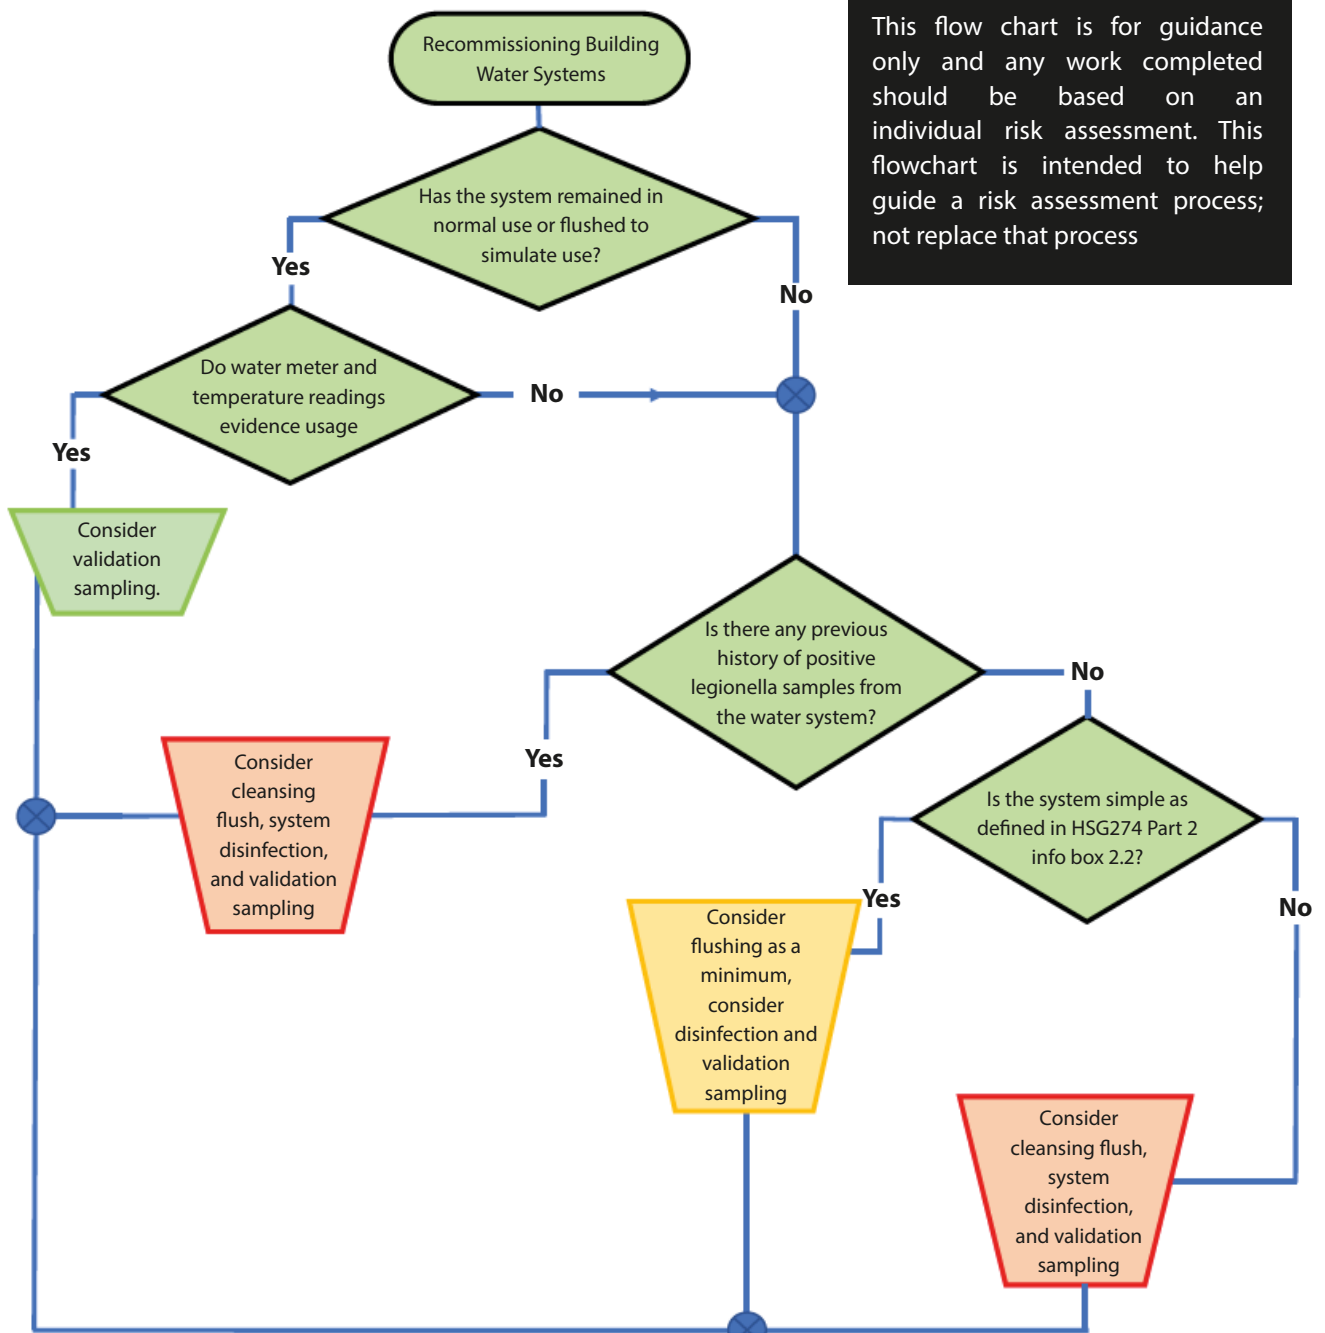 Recommissioning Building
Water Systems
This flow chart is for guidance
only and any work completed
should be based on an
individual risk assessment. This
flowchart is intended to help
guide a risk assessment process;
not replace that process
Has the system remained in
normal use or flushed to
simulate use?
Yes
No
Do water meter and
temperature readings
evidence usage
No
Yes
Consider
validation
sampling.
Is there any previous
history of positive
legionella samples from
the water system?
No
Yes
Consider
cleansing
flush, system
disinfection,
and validation
sampling
Is the system simple as
defined in HSG274 Part 2
info box 2.2?
Yes
No
Consider
flushing as a
minimum,
consider
disinfection and
validation
sampling
Consider
cleansing flush,
system
disinfection,
and validation
sampling